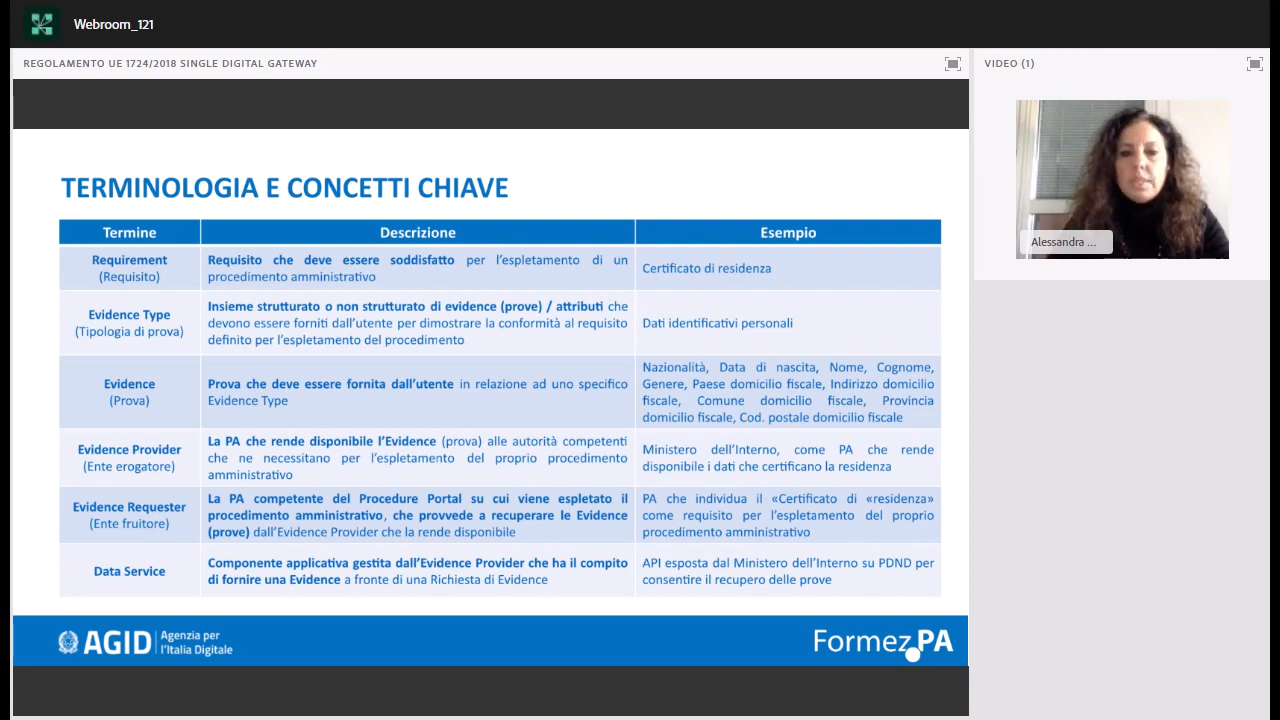 Webroom_121
REGOLAMENTO UE 1724/2018 SINGLE DIGITAL GATEWAY
VIDEO (1)
Alessandra ...
TERMINOLOGIA E CONCETTI CHIAVE
Termine
Descrizione
Esempio
Requirement
(Requisito)
Requisito che deve essere soddisfatto per l'espletamento di un
procedimento amministrativo
Certificato di residenza
Evidence Type
(Tipologia di prova)
Insieme strutturato o non strutturato di evidence (prove) / attributi che
devono essere forniti dall'utente per dimostrare la conformità al requisito
definito per l'espletamento del procedimento
Dati identificativi personali
Evidence
(Prova)
Prova che deve essere fornita dall'utente in relazione ad uno specifico
Evidence Type
Nazionalità, Data di nascita, Nome, Cognome,
Genere, Paese domicilio fiscale, Indirizzo domicilio
fiscale, Comune domicilio fiscale, Provincia
domicilio fiscale, Cod. postale domicilio fiscale
Evidence Provider
(Ente erogatore)
La PA che rende disponibile l'Evidence (prova) alle autorità competenti
che ne necessitano per l'espletamento del proprio procedimento
amministrativo
Ministero dell'Interno, come PA che rende
disponibile i dati che certificano la residenza
Evidence Requester
(Ente fruitore)
La PA competente del Procedure Portal su cui viene espletato il
procedimento amministrativo, che provvede a recuperare le Evidence
(prove) dall'Evidence Provider che la rende disponibile
PA che individua il «Certificato di «residenza»
come requisito per l'espletamento del proprio
procedimento amministrativo
Data Service
Componente applicativa gestita dall'Evidence Provider che ha il compito
di fornire una Evidence a fronte di una Richiesta di Evidence
API esposta dal Ministero dell'Interno su PDND per
consentire il recupero delle prove
AGID
Agenzia per
l'Italia Digitale
Formez PA